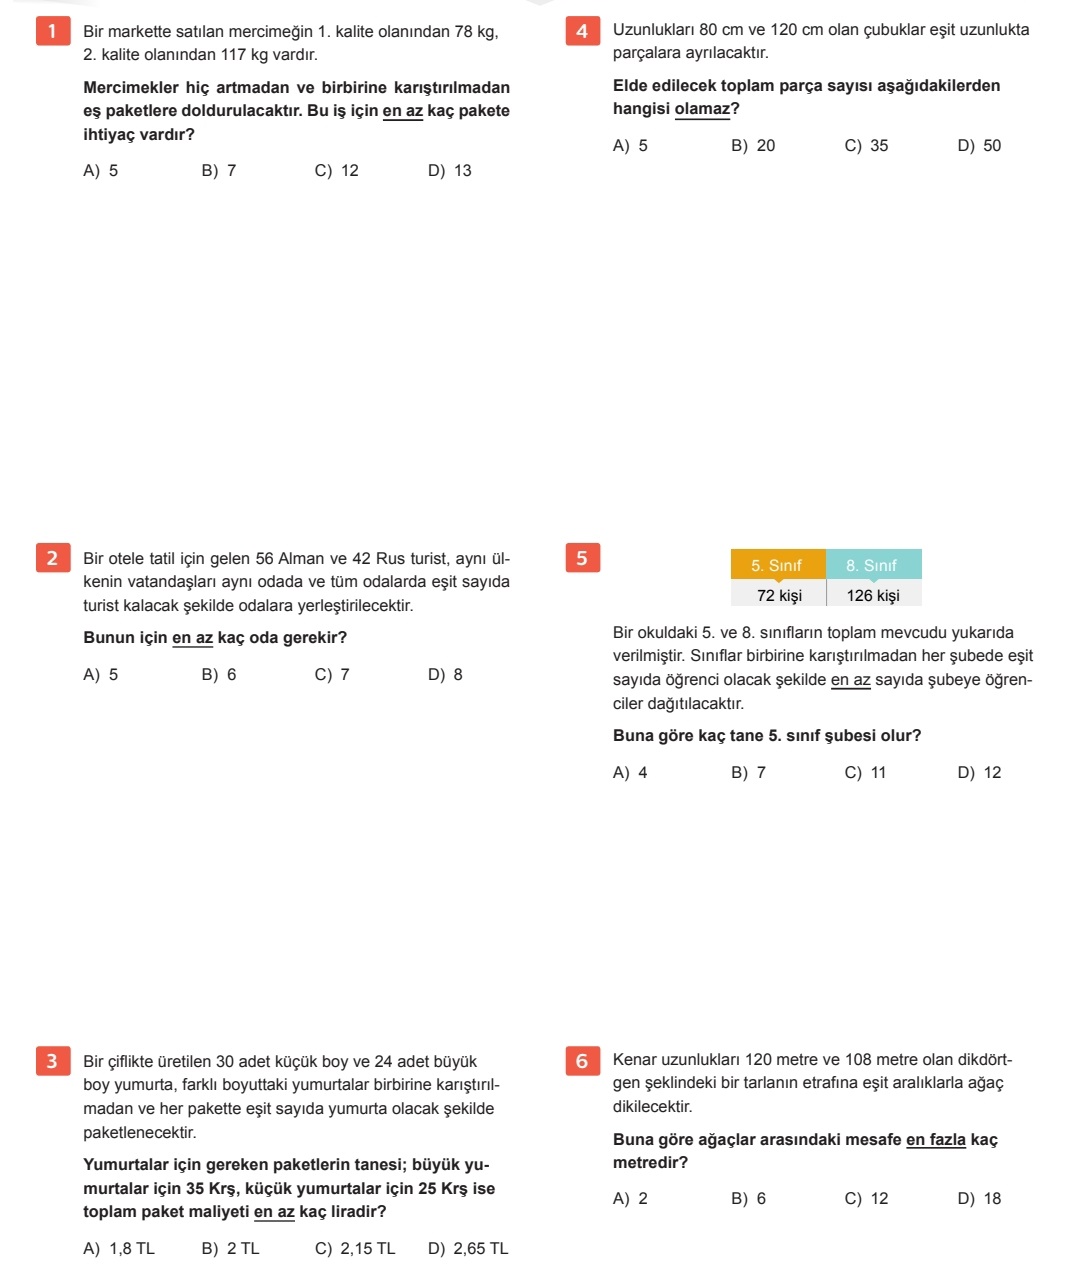 1
Bir markette satılan mercimeğin 1. kalite olanından 78 kg,
2. kalite olanından 117 kg vardır.
Mercimekler hiç artmadan ve birbirine karıştırılmadan
eş paketlere doldurulacaktır. Bu iş için en az kaç pakete
ihtiyaç vardır?
A) 5 B) 7 C) 12 D) 13
2
Bir otele tatil için gelen 56 Alman ve 42 Rus turist, aynı ül-
kenin vatandaşları aynı odada ve tüm odalarda eşit sayıda
turist kalacak şekilde odalara yerleştirilecektir.
Bunun için en az kaç oda gerekir?
A) 5 B) 6 C) 7 D) 8
3
Bir çiflikte üretilen 30 adet küçük boy ve 24 adet büyük
boy yumurta, farklı boyuttaki yumurtalar birbirine karıştırıl-
madan ve her pakette eşit sayıda yumurta olacak şekilde
paketlenecektir.
Yumurtalar için gereken paketlerin tanesi; büyük yu-
murtalar için 35 Krş, küçük yumurtalar için 25 Krş ise
toplam paket maliyeti en az kaç liradir?
A) 1,8 TL B) 2 TL C) 2,15 TL D) 2,65 TL
4
Uzunlukları 80 cm ve 120 cm olan çubuklar eşit uzunlukta
parçalara ayrılacaktır.
Elde edilecek toplam parça sayısı aşağıdakilerden
hangisi olamaz?
A) 5 B) 20 C) 35 D) 50
5
5. Sınıf 8. Sınıf
72 kişi 126 kişi
Bir okuldaki 5. ve 8. sınıfların toplam mevcudu yukarıda
verilmiştir. Sınıflar birbirine karıştırılmadan her şubede eşit
sayıda öğrenci olacak şekilde en az sayıda şubeye öğren-
ciler dağıtılacaktır.
Buna göre kaç tane 5. sınıf şubesi olur?
A) 4 B) 7 C) 11 D) 12
6
Kenar uzunlukları 120 metre ve 108 metre olan dikdört-
gen şeklindeki bir tarlanın etrafına eşit aralıklarla ağaç
dikilecektir.
Buna göre ağaçlar arasındaki mesafe en fazla kaç
metredir?
A) 2 B) 6 C) 12 D) 18